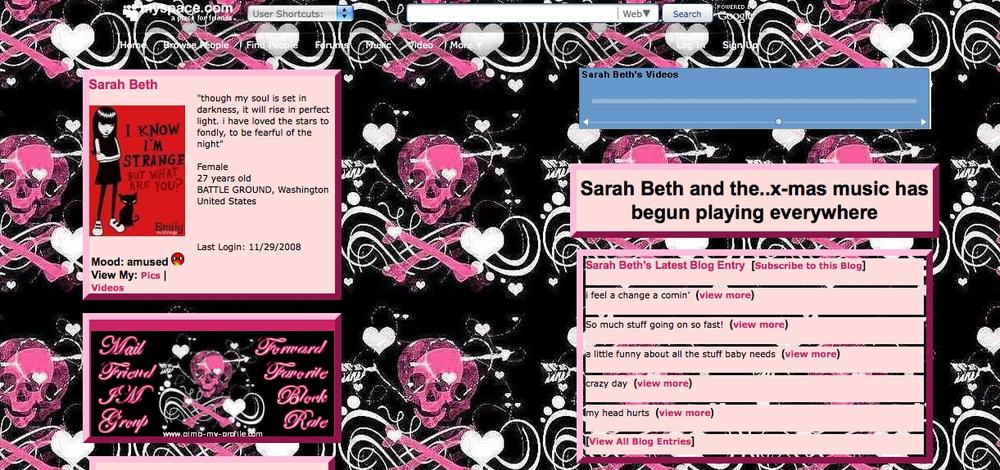 myspace.com
a place for friends
User Shortcuts:
Web
Search
POWERED BY
Google
Home | Browse People | Find People | Forums | Music | Video | More ▼
Log In | Sign Up
Sarah Beth
"though my soul is set in
darkness, it will rise in perfect
light. i have loved the stars to
fondly, to be fearful of the
night"
Female
27 years old
BATTLE GROUND, Washington
United States
Last Login: 11/29/2008
I KNOW
I'M
STRANGE
BUT WHAT
ARE YOU?
Emily
Mood: amused
View My: Pics |
Videos
Mail
Friend
IM
Group
Forward
Favorite
Block
Rate
Sarah Beth's Videos
Sarah Beth and the..x-mas music has
begun playing everywhere
Sarah Beth's Latest Blog Entry [Subscribe to this Blog]
i feel a change a comin' (view more)
So much stuff going on so fast! (view more)
a little funny about all the stuff baby needs (view more)
crazy day (view more)
my head hurts (view more)
[View All Blog Entries]